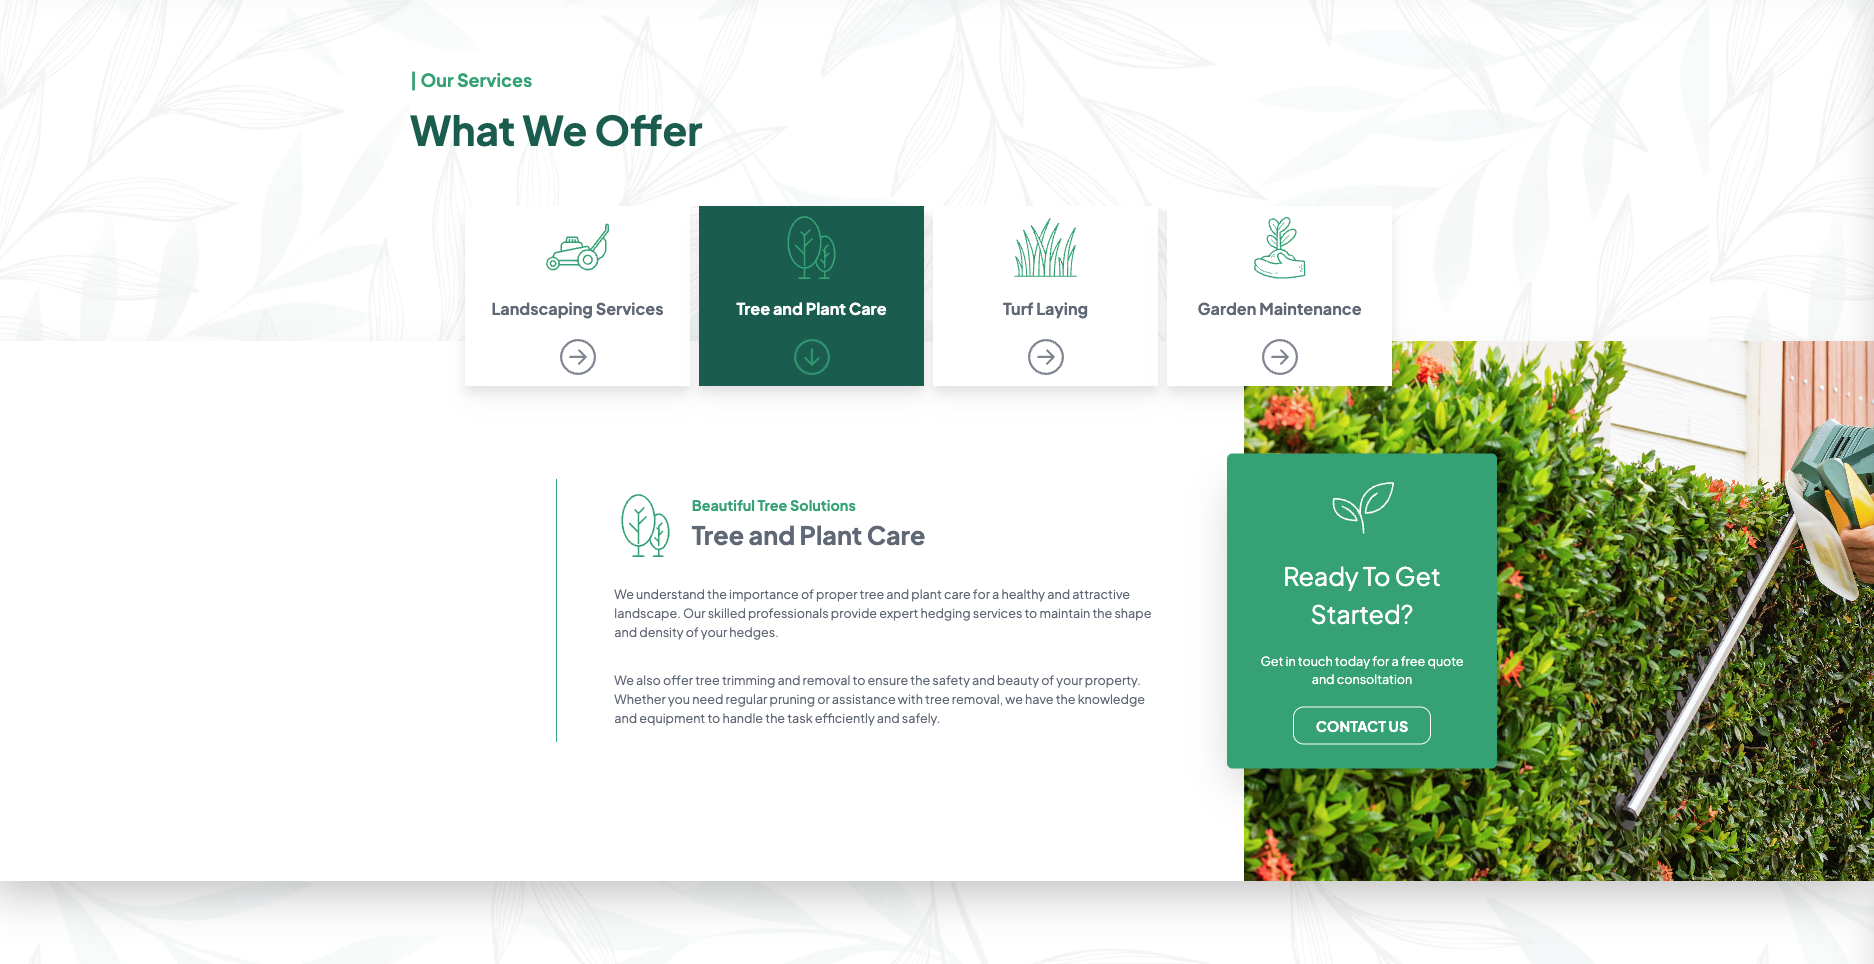 | Our Services
What We Offer
Landscaping Services
Tree and Plant Care
Turf Laying
Garden Maintenance
Beautiful Tree Solutions
Tree and Plant Care
We understand the importance of proper tree and plant care for a healthy and attractive
landscape. Our skilled professionals provide expert hedging services to maintain the shape
and density of your hedges.
We also offer tree trimming and removal to ensure the safety and beauty of your property.
Whether you need regular pruning or assistance with tree removal, we have the knowledge
and equipment to handle the task efficiently and safely.
Ready To Get
Started?
Get in touch today for a free quote
and consoltation
CONTACT US